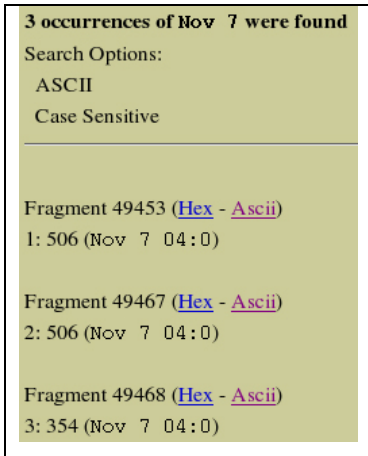 3 occurrences of Nov  7 were found
Search Options:
ASCII
Case Sensitive
Fragment 49453 (Hex - Ascii)
1: 506 (Nov 7 04:0)
Fragment 49467 (Hex - Ascii)
2: 506 (Nov 7 04:0)
Fragment 49468 (Hex - Ascii)
3: 354 (Nov 7 04:0)